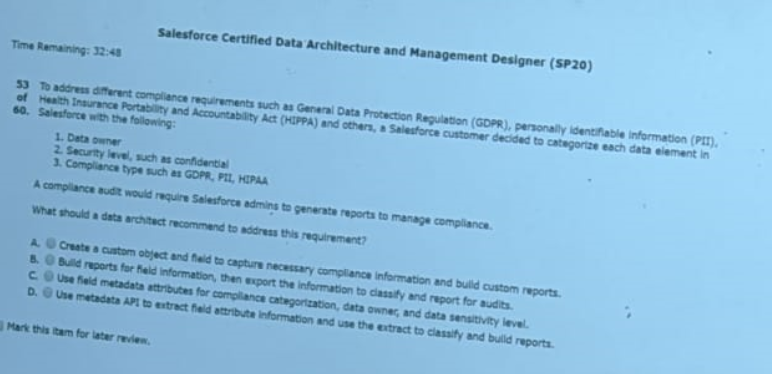 Salesforce Certified Data Architecture and Management Designer (SP20)
Time Remaining: 32:48
53 of 60. To address different compliance requirements such as General Data Protection Regulation (GDPR), personally identifiable information (PII),
Health Insurance Portability and Accountability Act (HIPPA) and others, a Salesforce customer decided to categorize each data element in
Salesforce with the following:
1. Data owner
2. Security level, such as confidential
3. Compliance type such as GDPR, PII, HIPAA
A compliance audit would require Salesforce admins to generate reports to manage compliance.
What should a data architect recommend to address this requirement?
A. Create a custom object and field to capture necessary compliance information and build custom reports.
B. Build reports for field information, then export the information to classify and report for audits.
C. Use field metadata attributes for compliance categorization, data owner, and data sensitivity level.
D. Use metadata API to extract field attribute information and use the extract to classify and build reports.
Mark this item for later review.